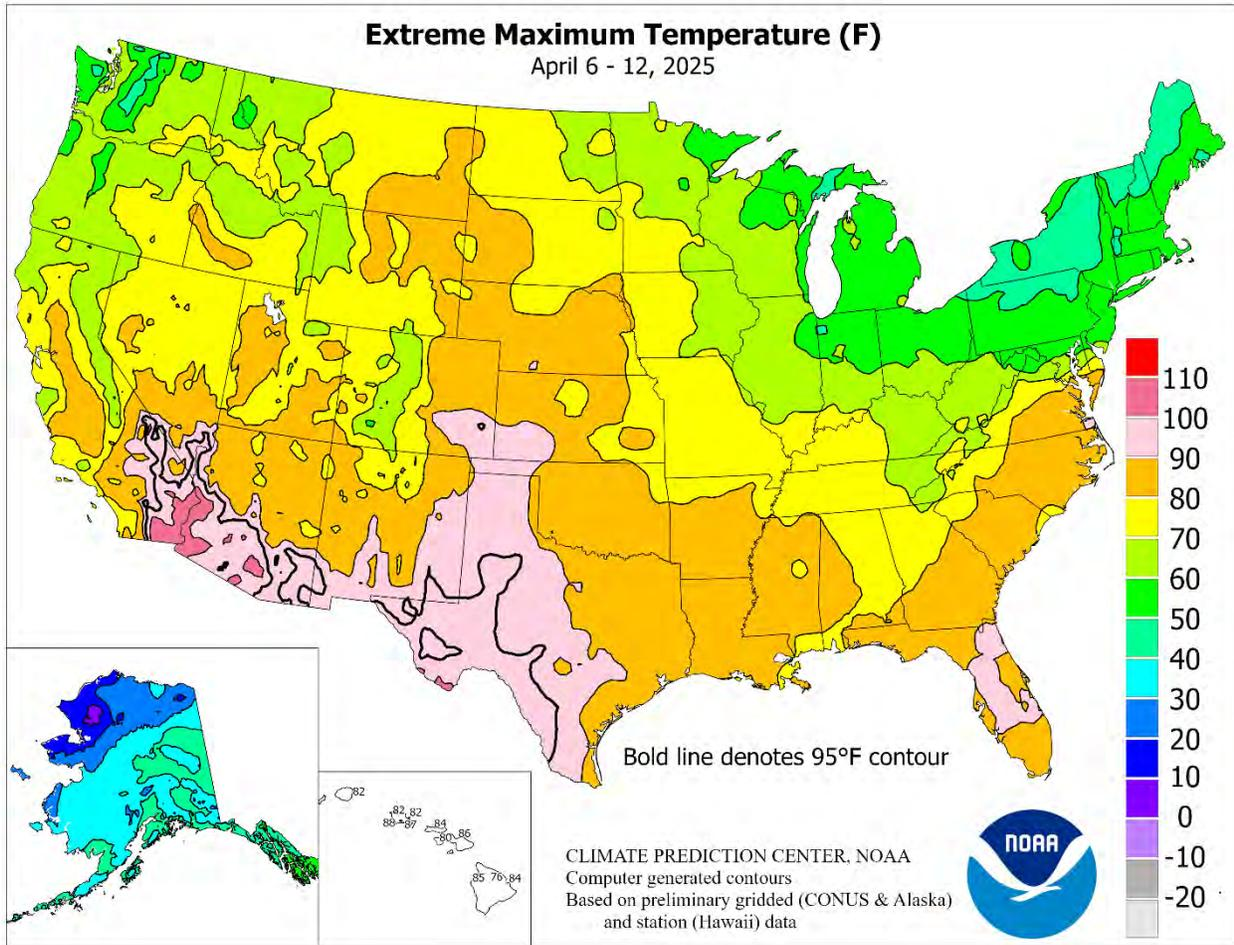 Extreme Maximum Temperature (F)
April 6 - 12, 2025
110
100
90
80
70
60
50
40
30
20
10
0
-10
-20
Bold line denotes 95°F contour
82
82 82
88 87
84
80 86
85 76 84
NOAA
CLIMATE PREDICTION CENTER, NOAA
Computer generated contours
Based on preliminary gridded (CONUS & Alaska)
and station (Hawaii) data